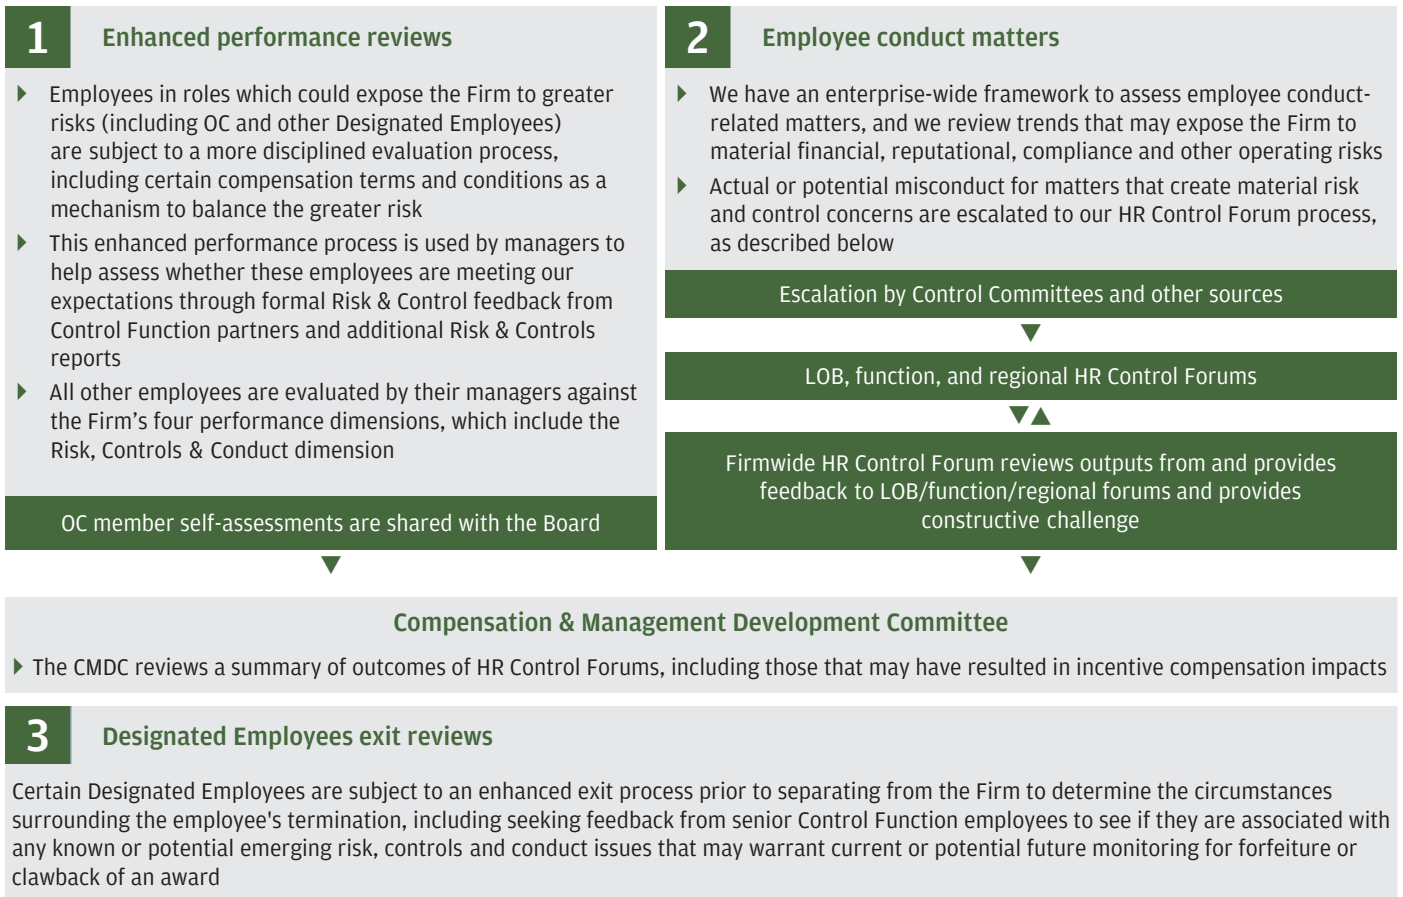 1
Enhanced performance reviews
Employees in roles which could expose the Firm to greater
risks (including OC and other Designated Employees)
are subject to a more disciplined evaluation process,
including certain compensation terms and conditions as a
mechanism to balance the greater risk
This enhanced performance process is used by managers to
help assess whether these employees are meeting our
expectations through formal Risk & Control feedback from
Control Function partners and additional Risk & Controls
reports
All other employees are evaluated by their managers against
the Firm’s four performance dimensions, which include the
Risk, Controls & Conduct dimension
OC member self-assessments are shared with the Board
2
Employee conduct matters
We have an enterprise-wide framework to assess employee conduct-
related matters, and we review trends that may expose the Firm to
material financial, reputational, compliance and other operating risks
Actual or potential misconduct for matters that create material risk
and control concerns are escalated to our HR Control Forum process,
as described below
Escalation by Control Committees and other sources
LOB, function, and regional HR Control Forums
Firmwide HR Control Forum reviews outputs from and provides
feedback to LOB/function/regional forums and provides
constructive challenge
Compensation & Management Development Committee
The CMDC reviews a summary of outcomes of HR Control Forums, including those that may have resulted in incentive compensation impacts
3
Designated Employees exit reviews
Certain Designated Employees are subject to an enhanced exit process prior to separating from the Firm to determine the circumstances
surrounding the employee's termination, including seeking feedback from senior Control Function employees to see if they are associated with
any known or potential emerging risk, controls and conduct issues that may warrant current or potential future monitoring for forfeiture or
clawback of an award